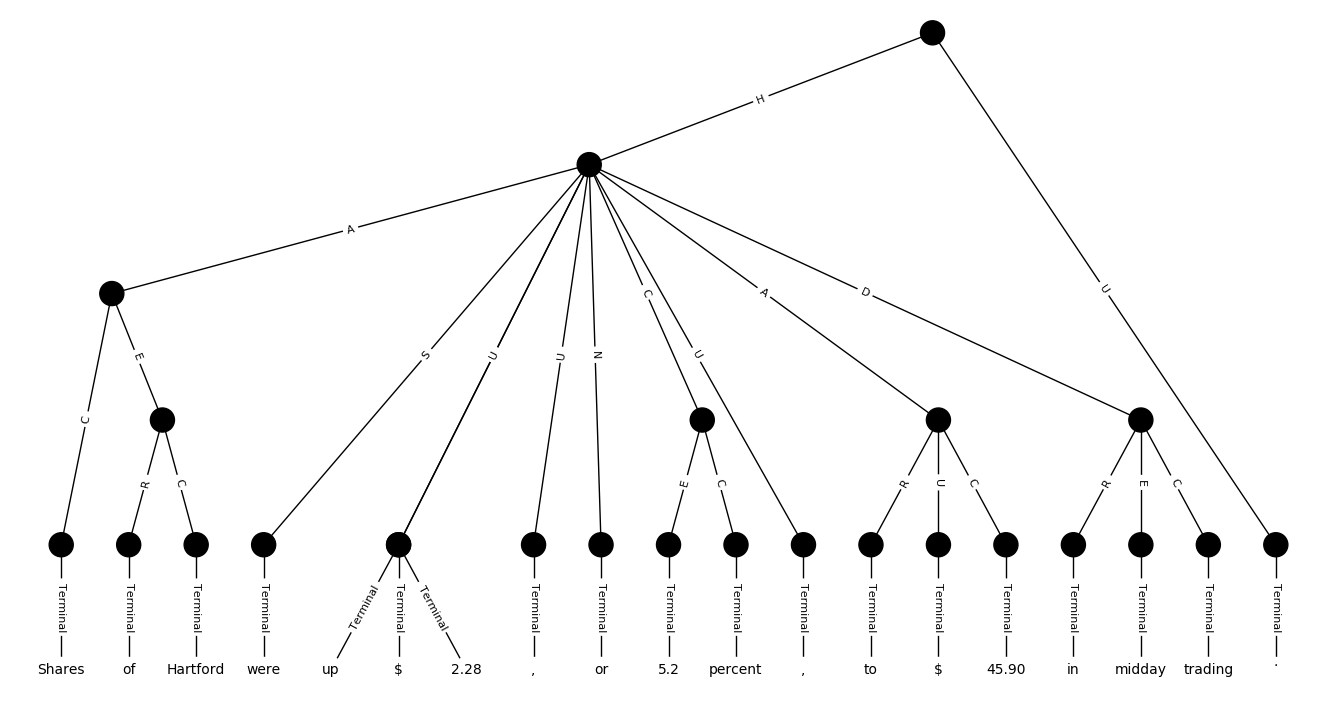 H
A
S
U
U
N
C
U
A
D
U
C
E
R
C
E
C
R
U
C
R
E
C
Terminal Terminal Terminal Terminal Terminal Terminal Terminal Terminal Terminal Terminal Terminal Terminal Terminal Terminal Terminal Terminal Terminal Terminal Terminal
Shares of Hartford were up $ 2.28 , or 5.2 percent , to $ 45.90 in midday trading .